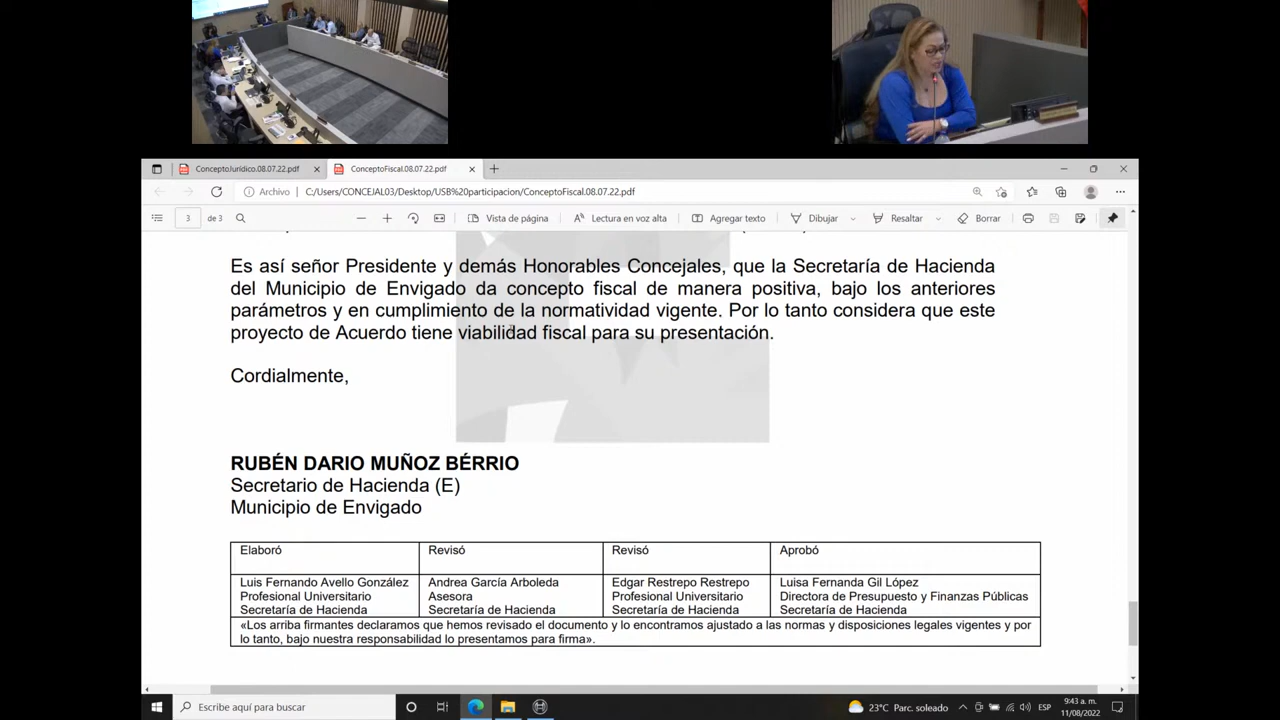 ConceptoJurídico.08.07.22.pdf
ConceptoFiscal.08.07.22.pdf
Archivo
C:/Users/CONCEJAL03/Desktop/USB%20participacion/ConceptoFiscal.08.07.22.pdf
3 de 3
Vista de página
Lectura en voz alta
Agregar texto
Dibujar
Resaltar
Borrar
Es así señor Presidente y demás Honorables Concejales, que la Secretaría de Hacienda
del Municipio de Envigado da concepto fiscal de manera positiva, bajo los anteriores
parámetros y en cumplimiento de la normatividad vigente. Por lo tanto considera que este
proyecto de Acuerdo tiene viabilidad fiscal para su presentación.
Cordialmente,
RUBÉN DARIO MUÑOZ BÉRRIO
Secretario de Hacienda (E)
Municipio de Envigado
Elaboró
Revisó
Revisó
Aprobó
Luis Fernando Avello González
Profesional Universitario
Secretaría de Hacienda
Andrea García Arboleda
Asesora
Secretaría de Hacienda
Edgar Restrepo Restrepo
Profesional Universitario
Secretaría de Hacienda
Luisa Fernanda Gil López
Directora de Presupuesto y Finanzas Públicas
Secretaría de Hacienda
«Los arriba firmantes declaramos que hemos revisado el documento y lo encontramos ajustado a las normas y disposiciones legales vigentes y por
lo tanto, bajo nuestra responsabilidad lo presentamos para firma».
Escribe aquí para buscar
23°C Parc. soleado
ESP
9:43 a. m.
11/08/2022